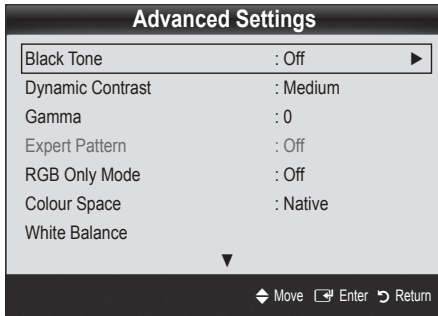 Advanced Settings
Black Tone : Off ►
Dynamic Contrast : Medium
Gamma : 0
Expert Pattern : Off
RGB Only Mode : Off
Colour Space : Native
White Balance
▼
Move Enter Return